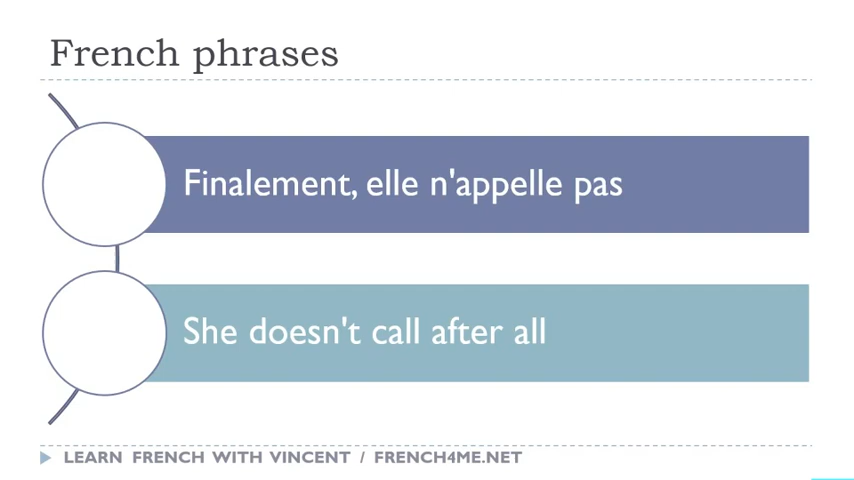 French phrases
Finalement, elle n'appelle pas
She doesn't call after all
LEARN FRENCH WITH VINCENT / FRENCH4ME.NET